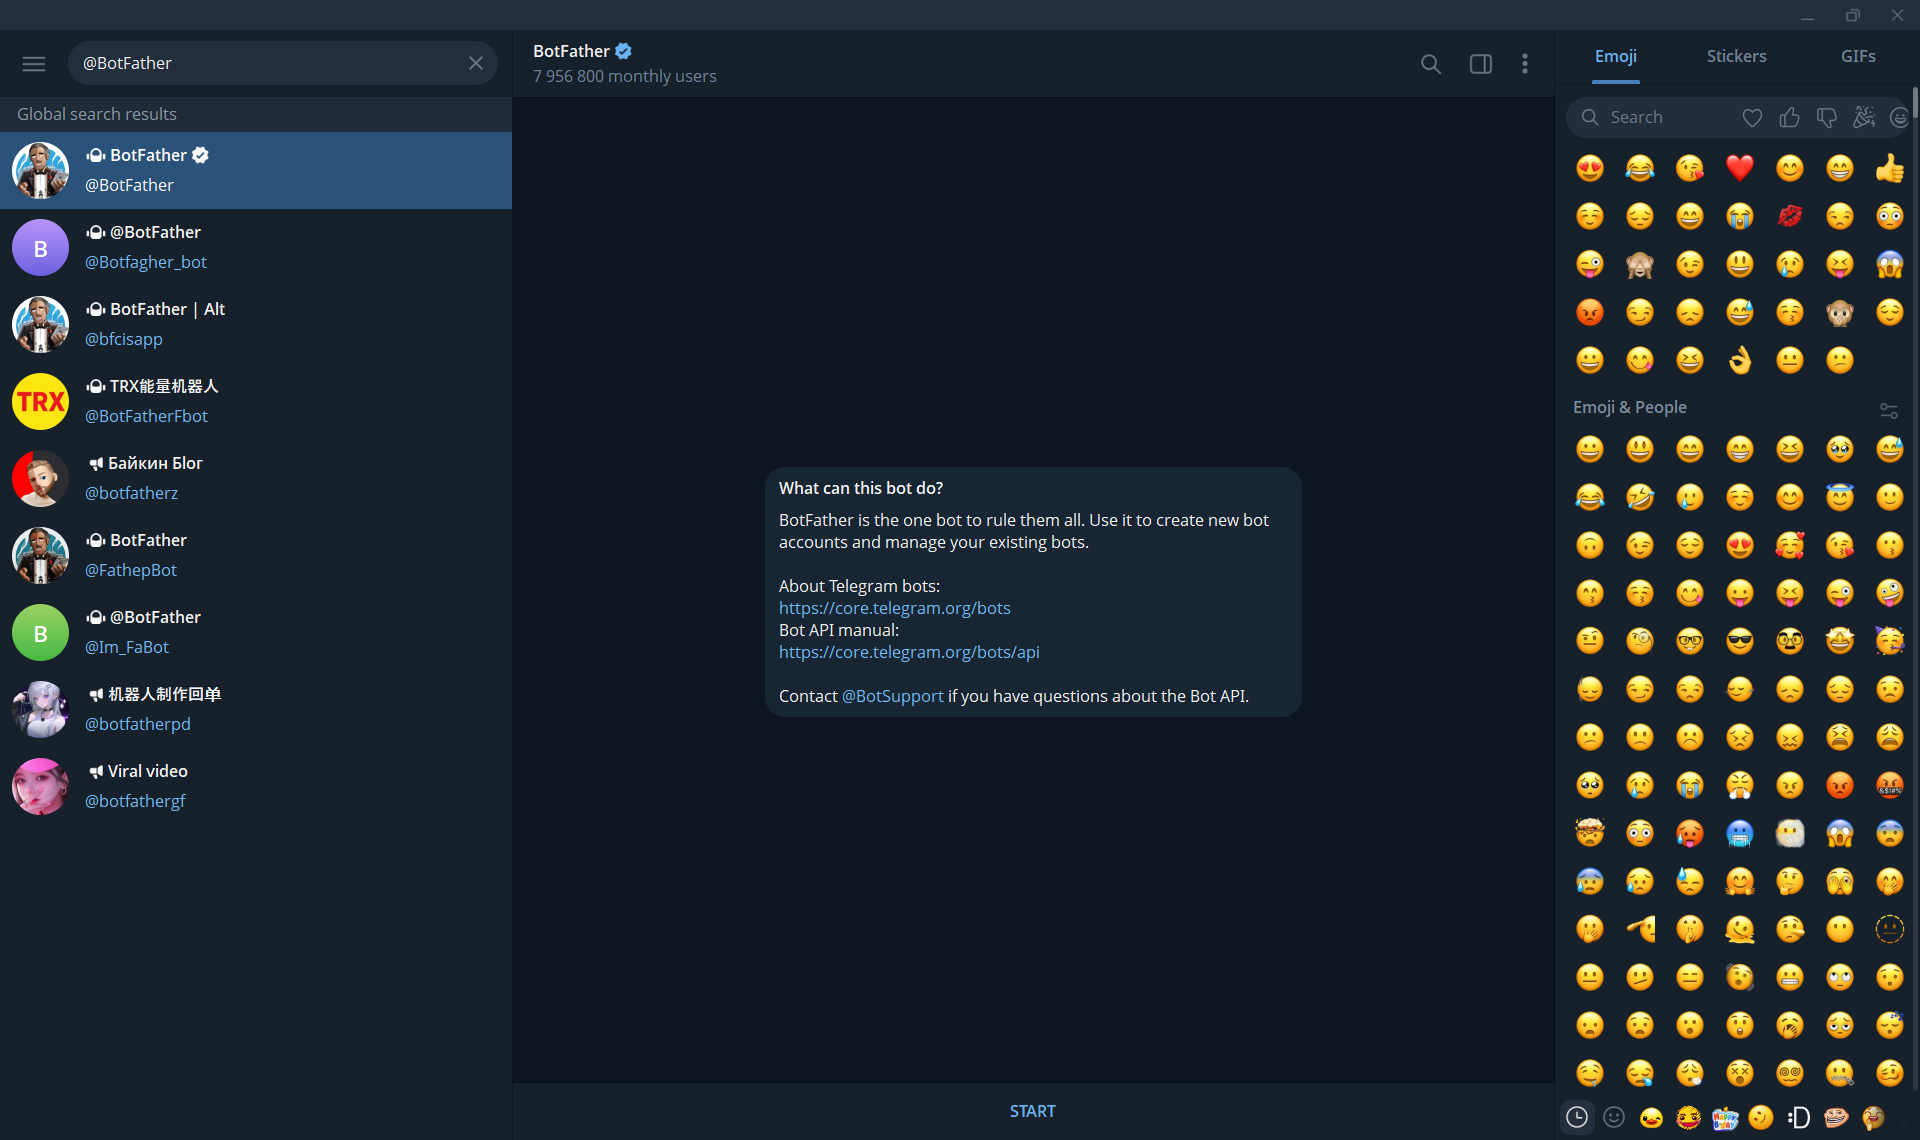 @BotFather
Global search results
BotFather
@BotFather
@BotFather
@Botfagher_bot
BotFather | Alt
@bfcisapp
TRX
TRX能量机器人
@BotFatherFbot
Байкин Блог
@botfatherz
BotFather
@FathepBot
@BotFather
@Im_FaBot
机器人制作回单
@botfatherpd
Viral video
@botfathergf
B
B
BotFather
7 956 800 monthly users
What can this bot do?
BotFather is the one bot to rule them all. Use it to create new bot
accounts and manage your existing bots.
About Telegram bots:
https://core.telegram.org/bots
Bot API manual:
https://core.telegram.org/bots/api
Contact @BotSupport if you have questions about the Bot API.
START
Emoji Stickers GIFs
Search
Emoji & People
:D